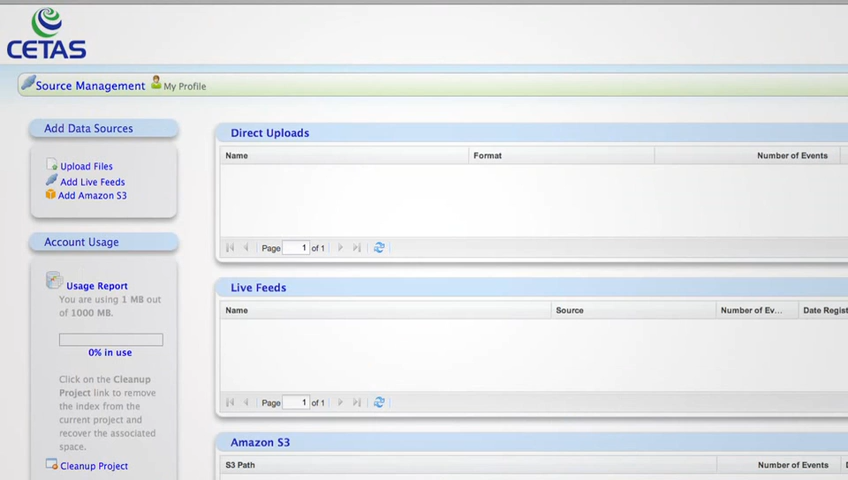 CETAS
Source Management My Profile
Add Data Sources
Upload Files
Add Live Feeds
Add Amazon S3
Account Usage
Usage Report
You are using 1 MB out
of 1000 MB.
0% in use
Click on the Cleanup
Project link to remove
the index from the
current project and
recover the associated
space.
Cleanup Project
Direct Uploads
Name Format Number of Events
Page 1 of 1
Live Feeds
Name Source Number of Ev... Date Regist
Page 1 of 1
Amazon S3
S3 Path Number of Events